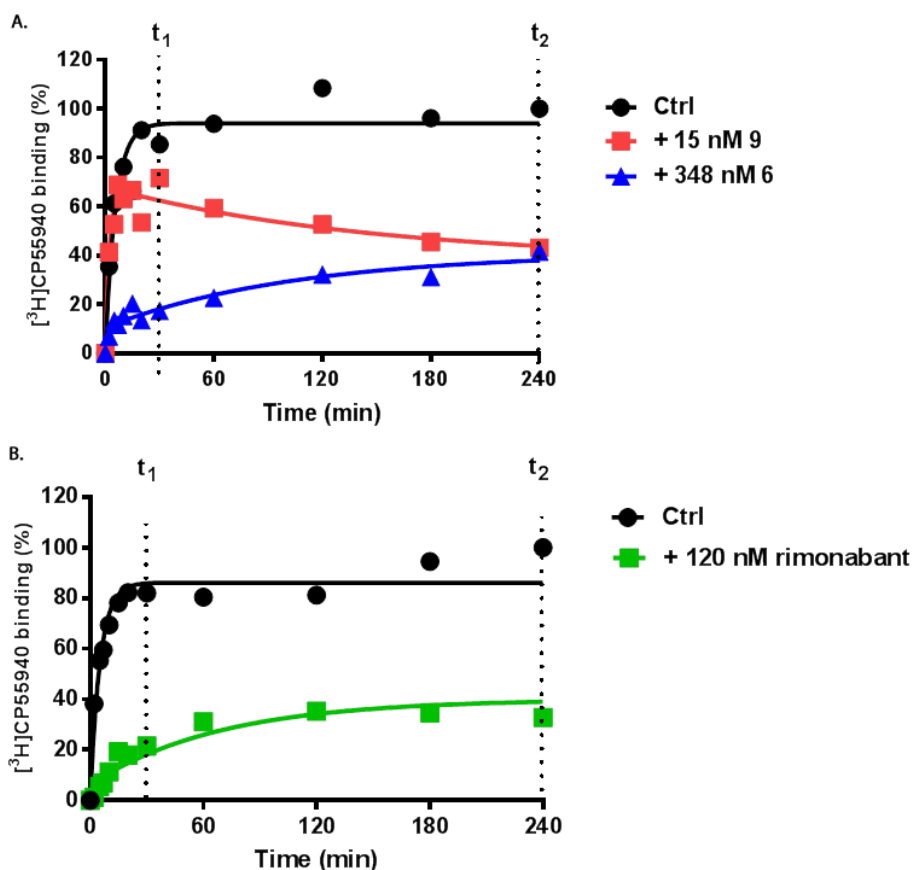 A.
t1 t2
120
100
80
60
40
20
0
[³H]CP55940 binding (%)
0 60 120 180 240
Time (min)
Ctrl
+ 15 nM 9
+ 348 nM 6
B.
t1 t2
120
100
80
60
40
20
0
[³H]CP55940 binding (%)
0 60 120 180 240
Time (min)
Ctrl
+ 120 nM rimonabant